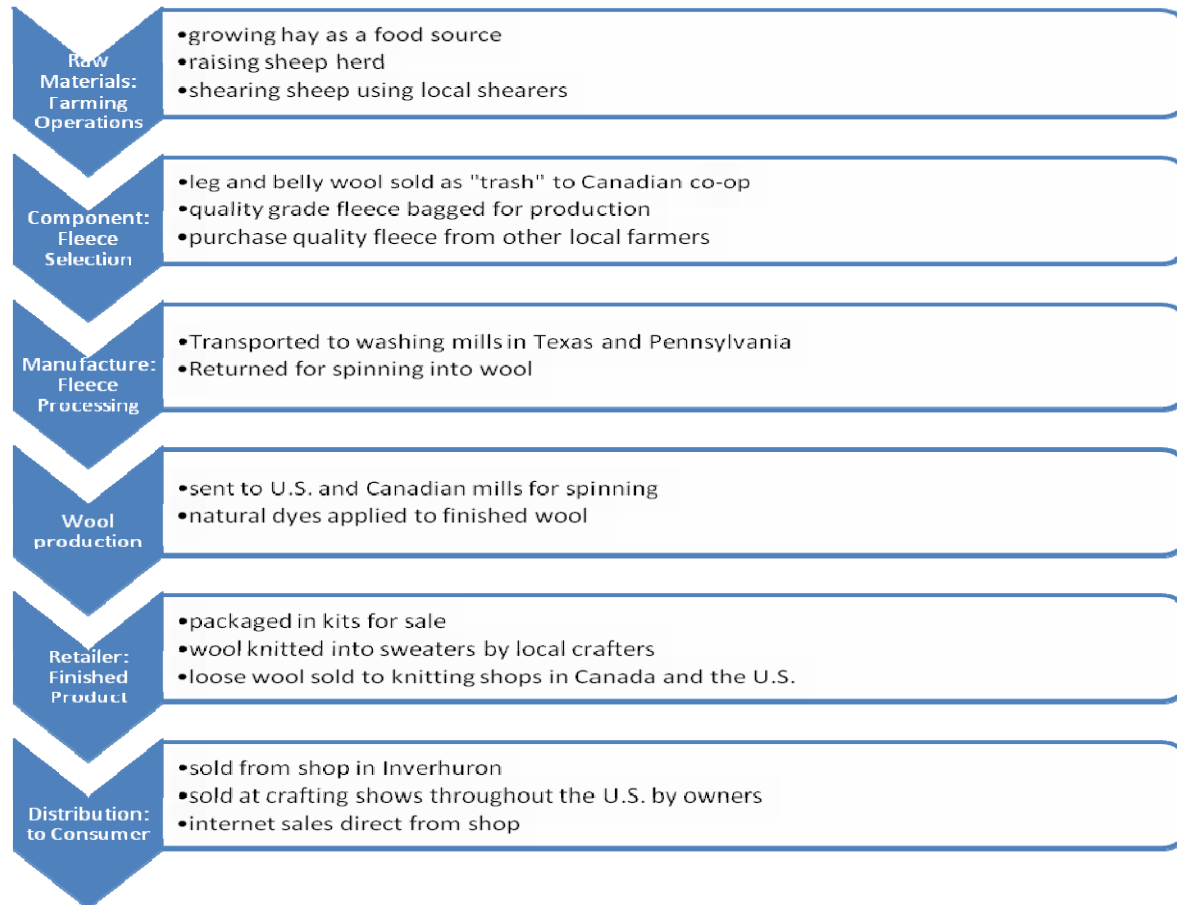 Raw
Materials:
Farming
Operations
•growing hay as a food source
•raising sheep herd
•shearing sheep using local shearers
Component:
Fleece
Selection
•leg and belly wool sold as "trash" to Canadian co-op
•quality grade fleece bagged for production
•purchase quality fleece from other local farmers
Manufacture:
Fleece
Processing
•Transported to washing mills in Texas and Pennsylvania
•Returned for spinning into wool
Wool
production
•sent to U.S. and Canadian mills for spinning
•natural dyes applied to finished wool
Retailer:
Finished
Product
•packaged in kits for sale
•wool knitted into sweaters by local crafters
•loose wool sold to knitting shops in Canada and the U.S.
Distribution:
to Consumer
•sold from shop in Inverhuron
•sold at crafting shows throughout the U.S. by owners
•internet sales direct from shop